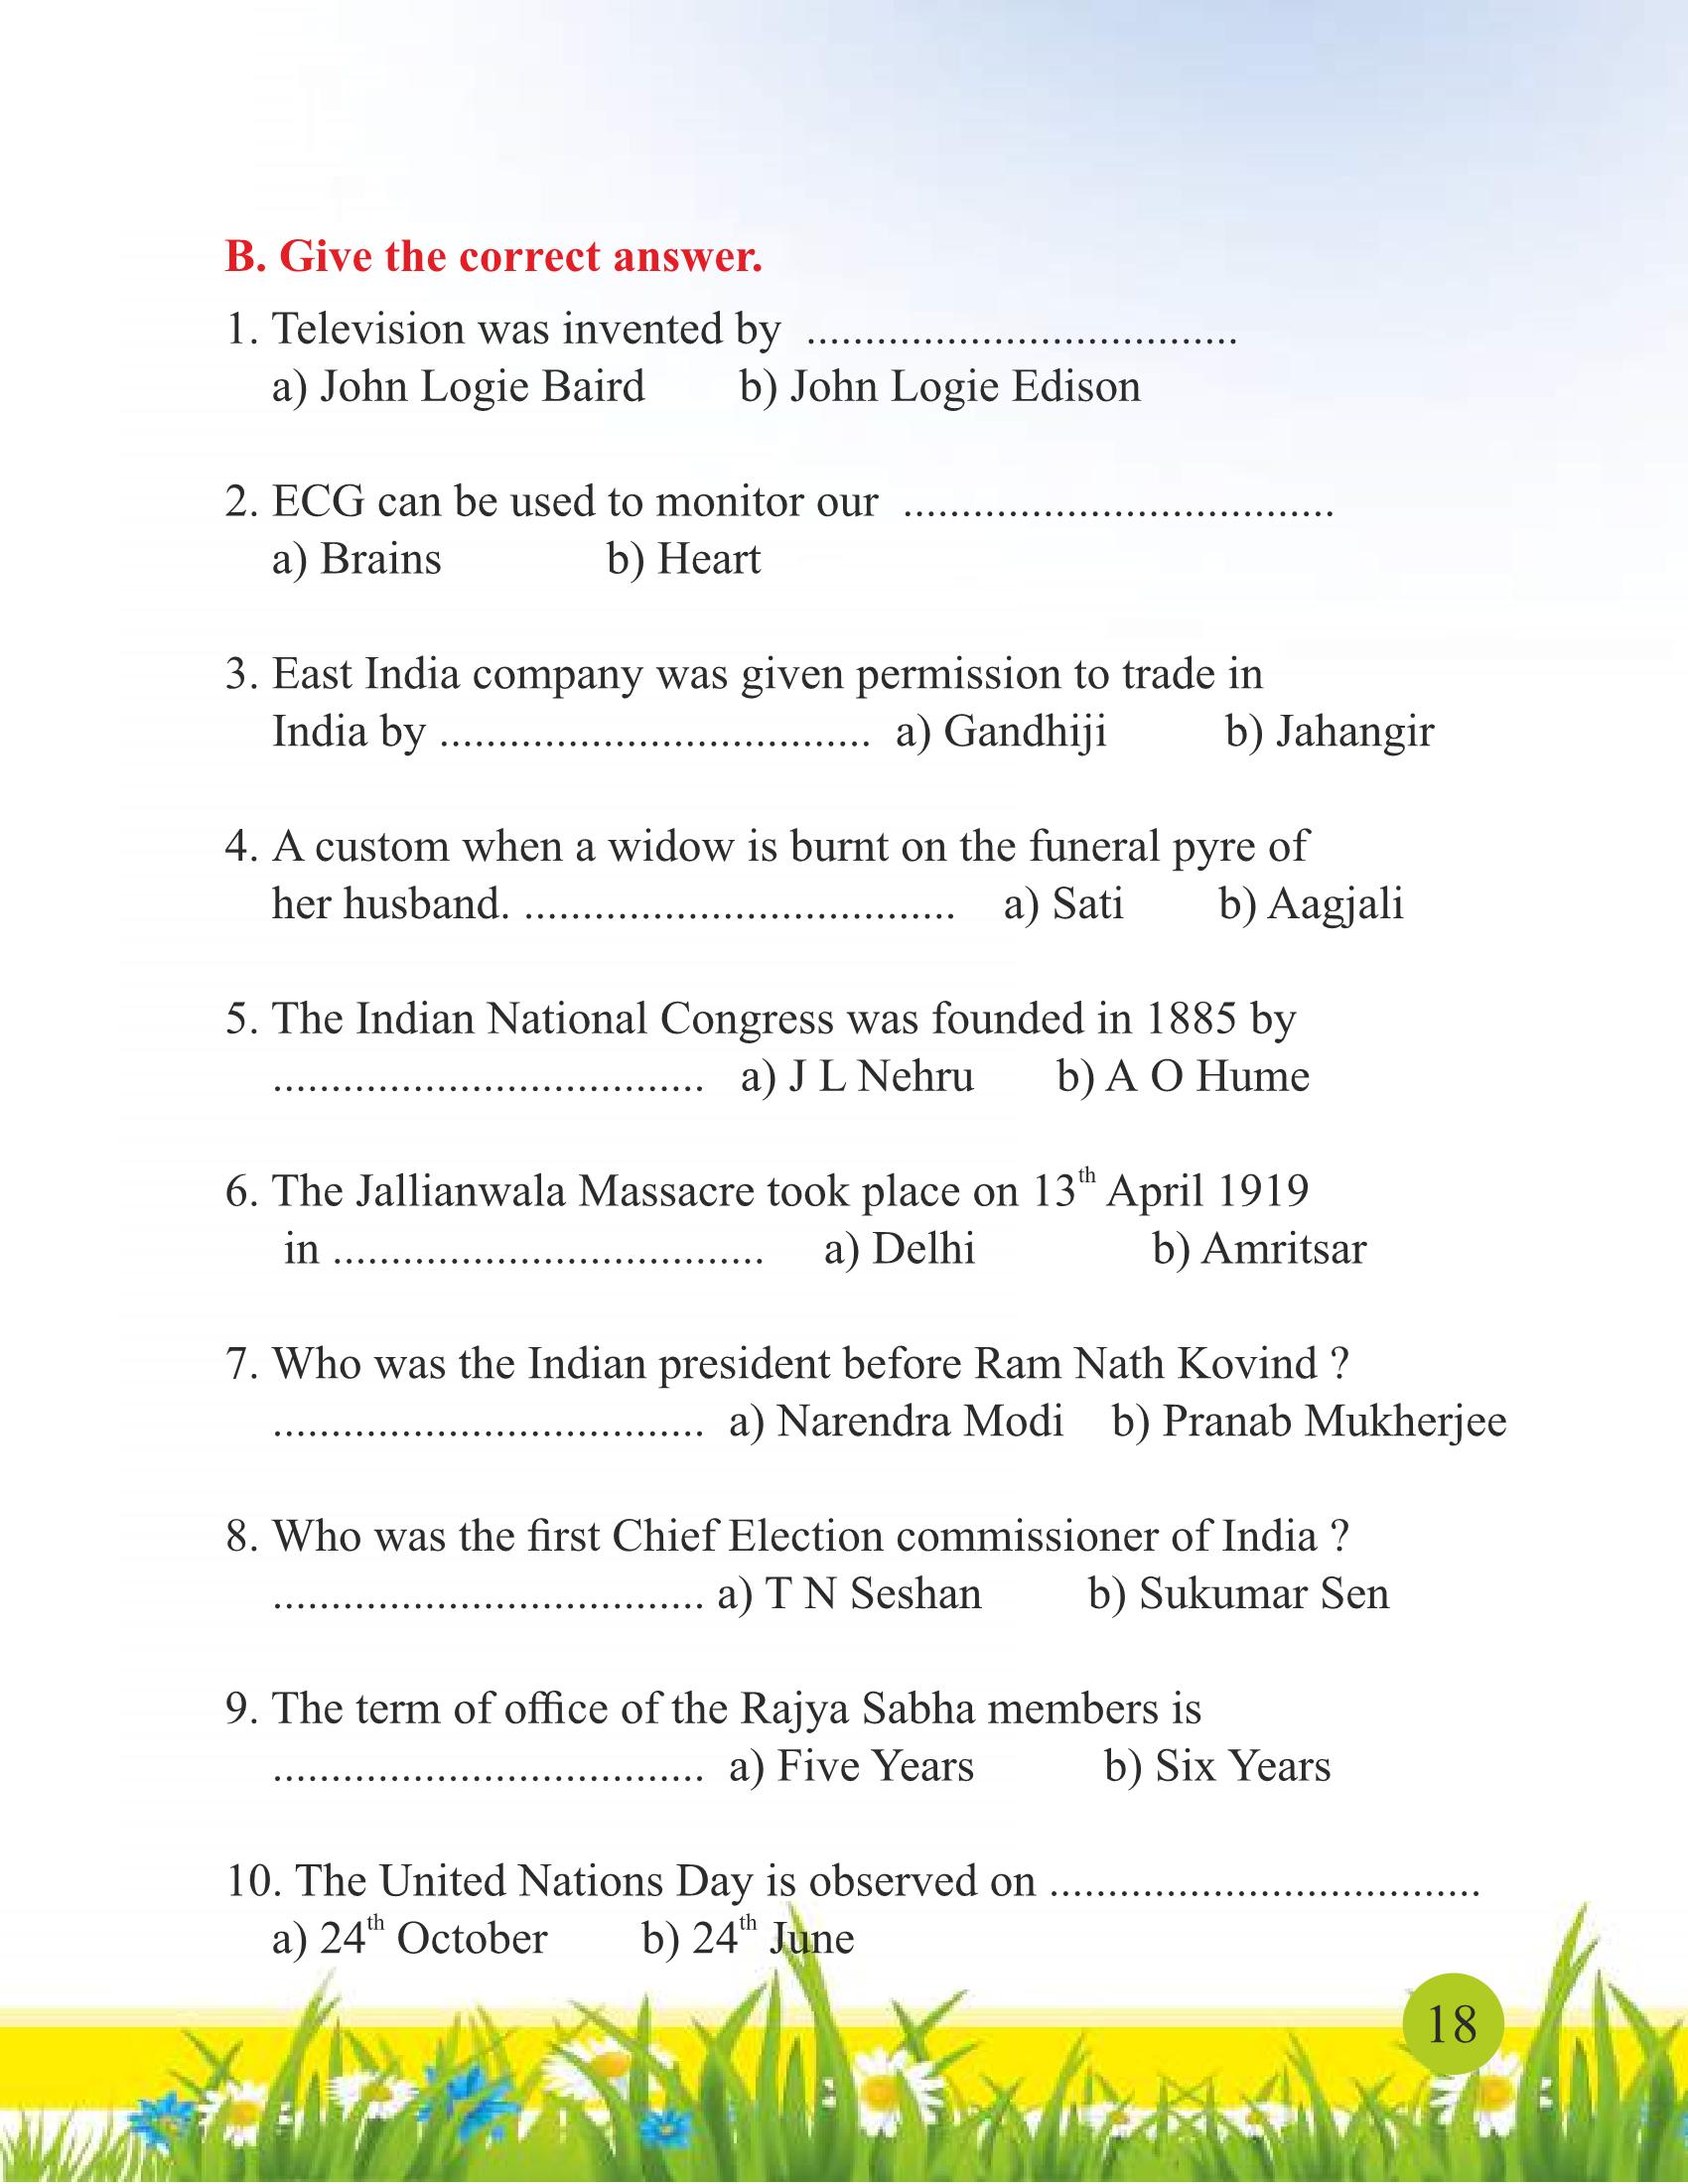 B. Give the correct answer.
1. Television was invented by .....................................
a) John Logie Baird b) John Logie Edison
2. ECG can be used to monitor our .....................................
a) Brains b) Heart
3. East India company was given permission to trade in
India by ..................................... a) Gandhiji b) Jahangir
4. A custom when a widow is burnt on the funeral pyre of
her husband. ..................................... a) Sati b) Aagjali
5. The Indian National Congress was founded in 1885 by
..................................... a) J L Nehru b) A O Hume
6. The Jallianwala Massacre took place on 13th April 1919
in ..................................... a) Delhi b) Amritsar
7. Who was the Indian president before Ram Nath Kovind ?
..................................... a) Narendra Modi b) Pranab Mukherjee
8. Who was the first Chief Election commissioner of India ?
..................................... a) T N Seshan b) Sukumar Sen
9. The term of office of the Rajya Sabha members is
..................................... a) Five Years b) Six Years
10. The United Nations Day is observed on .....................................
a) 24th October b) 24th June
18